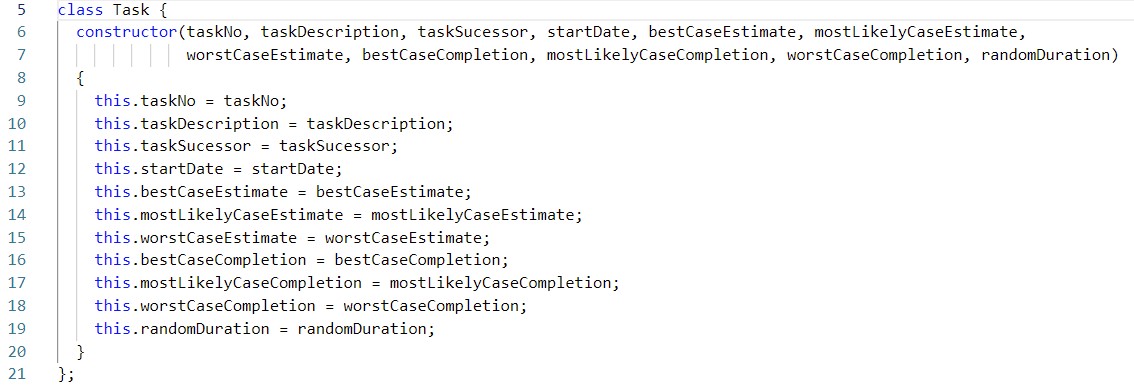 5 class Task {
6 constructor(taskNo, taskDescription, taskSucessor, startDate, bestCaseEstimate, mostLikelyCaseEstimate,
7 worstCaseEstimate, bestCaseCompletion, mostLikelyCaseCompletion, worstCaseCompletion, randomDuration)
8 {
9 this.taskNo = taskNo;
10 this.taskDescription = taskDescription;
11 this.taskSucessor = taskSucessor;
12 this.startDate = startDate;
13 this.bestCaseEstimate = bestCaseEstimate;
14 this.mostLikelyCaseEstimate = mostLikelyCaseEstimate;
15 this.worstCaseEstimate = worstCaseEstimate;
16 this.bestCaseCompletion = bestCaseCompletion;
17 this.mostLikelyCaseCompletion = mostLikelyCaseCompletion;
18 this.worstCaseCompletion = worstCaseCompletion;
19 this.randomDuration = randomDuration;
20 }
21 };